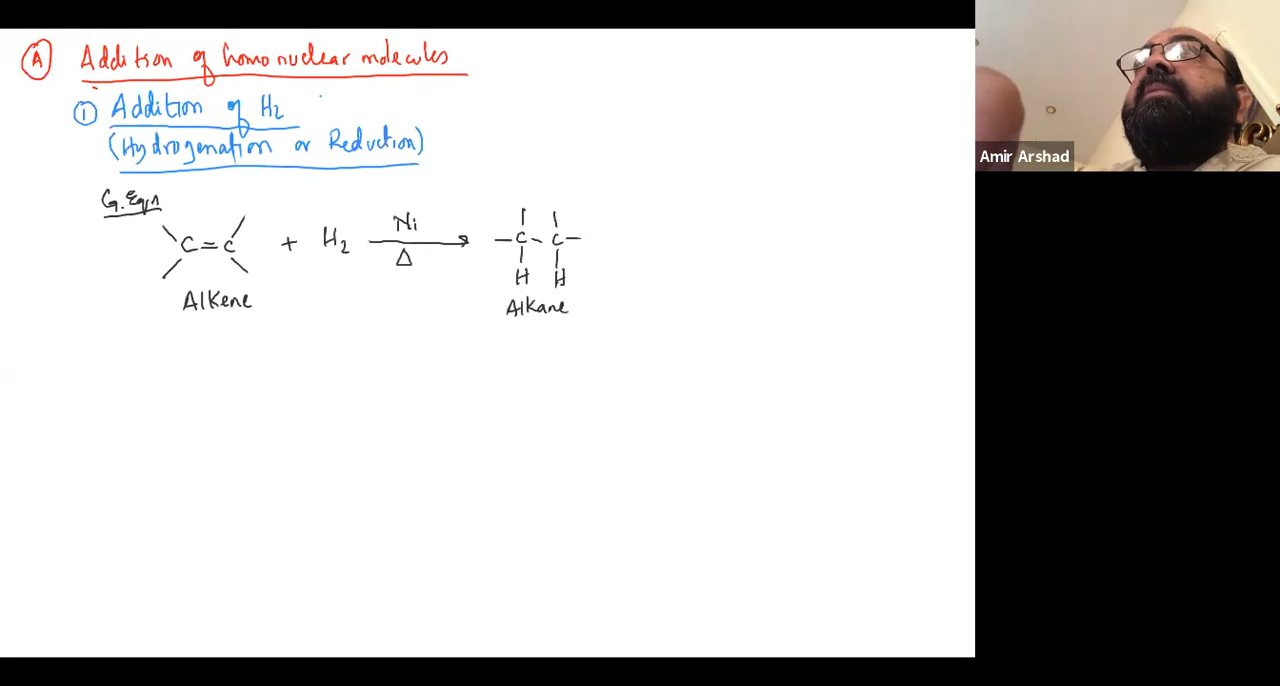 A Addition of homonuclear molecules
1 Addition of H2
(Hydrogenation or Reduction)
G.Eqn
C=C + H2 Ni Δ -C-C-
H H
Alkene Alkane
Amir Arshad